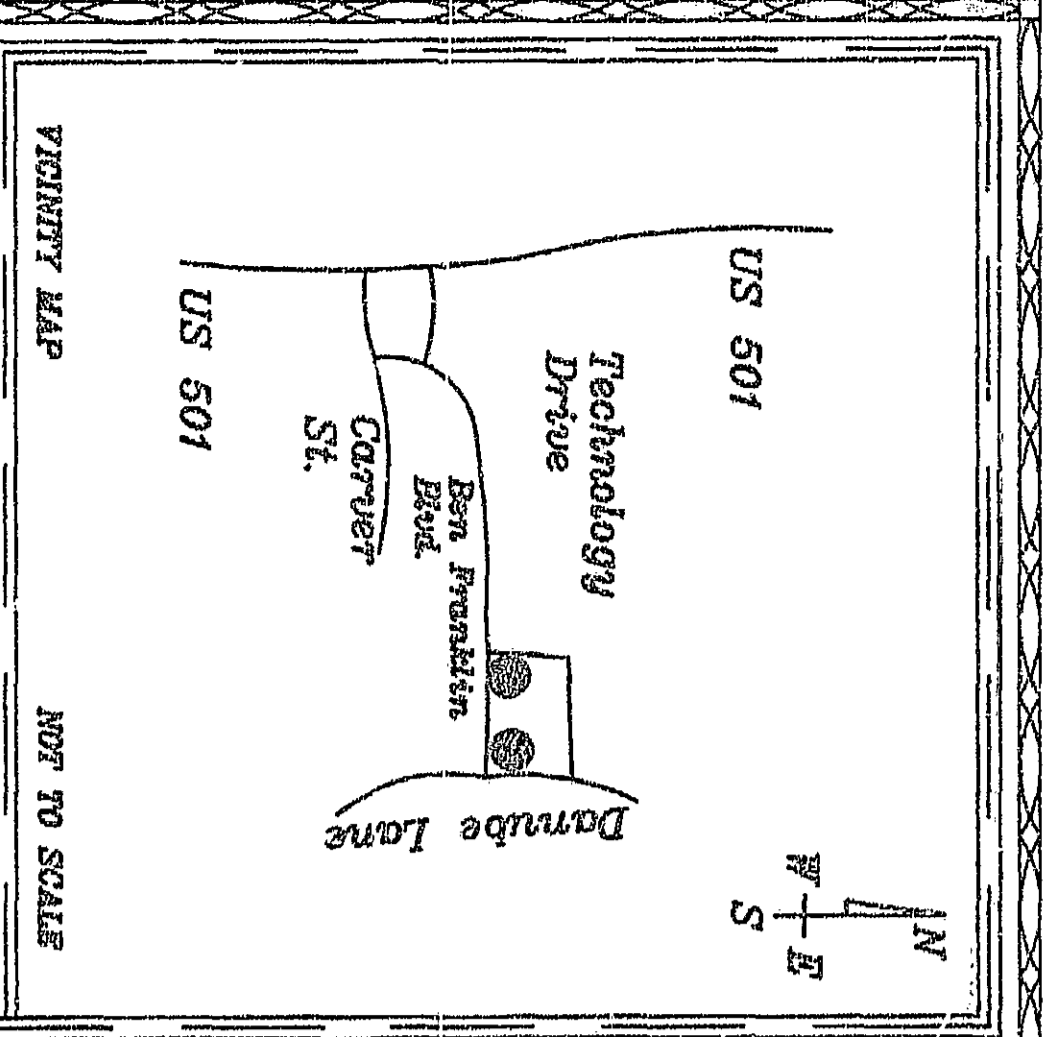 US 501
Technology
Drive
Ben Franklin
Blvd.
Carver
St.
US 501
Danube Lane
N
W E
S
VICINITY MAP
NOT TO SCALE